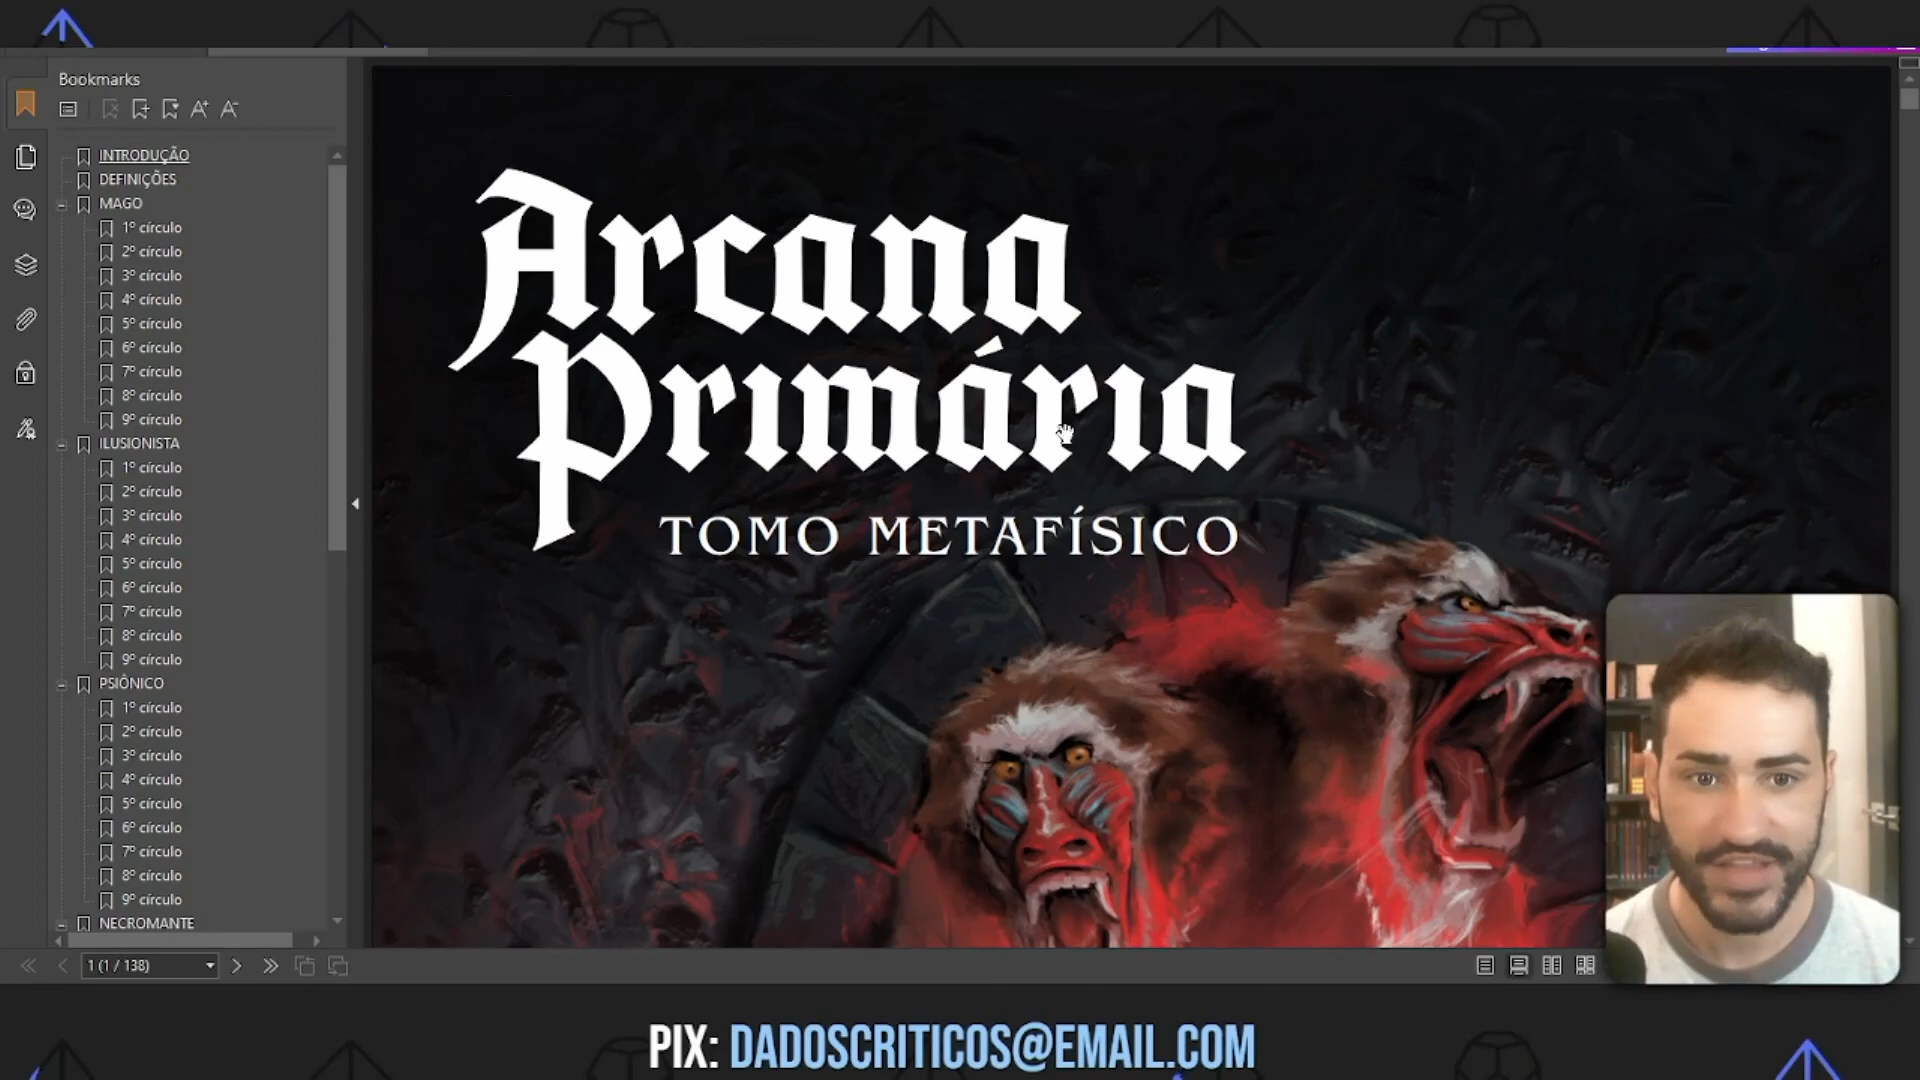 Bookmarks
INTRODUÇÃO
DEFINIÇÕES
MAGO
1º círculo
2º círculo
3º círculo
4º círculo
5º círculo
6º círculo
7º círculo
8º círculo
9º círculo
ILUSIONISTA
1º círculo
2º círculo
3º círculo
4º círculo
5º círculo
6º círculo
7º círculo
8º círculo
9º círculo
PSIÔNICO
1º círculo
2º círculo
3º círculo
4º círculo
5º círculo
6º círculo
7º círculo
8º círculo
9º círculo
NECROMANTE
1 (1 / 138)
Arcana
Primária
TOMO METAFÍSICO
PIX: DADOSCRITICOS@EMAIL.COM